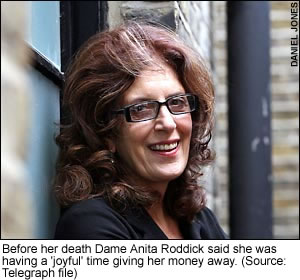 DANIEL JONES
Before her death Dame Anita Roddick said she was
having a 'joyful' time giving her money away. (Source:
Telegraph file)